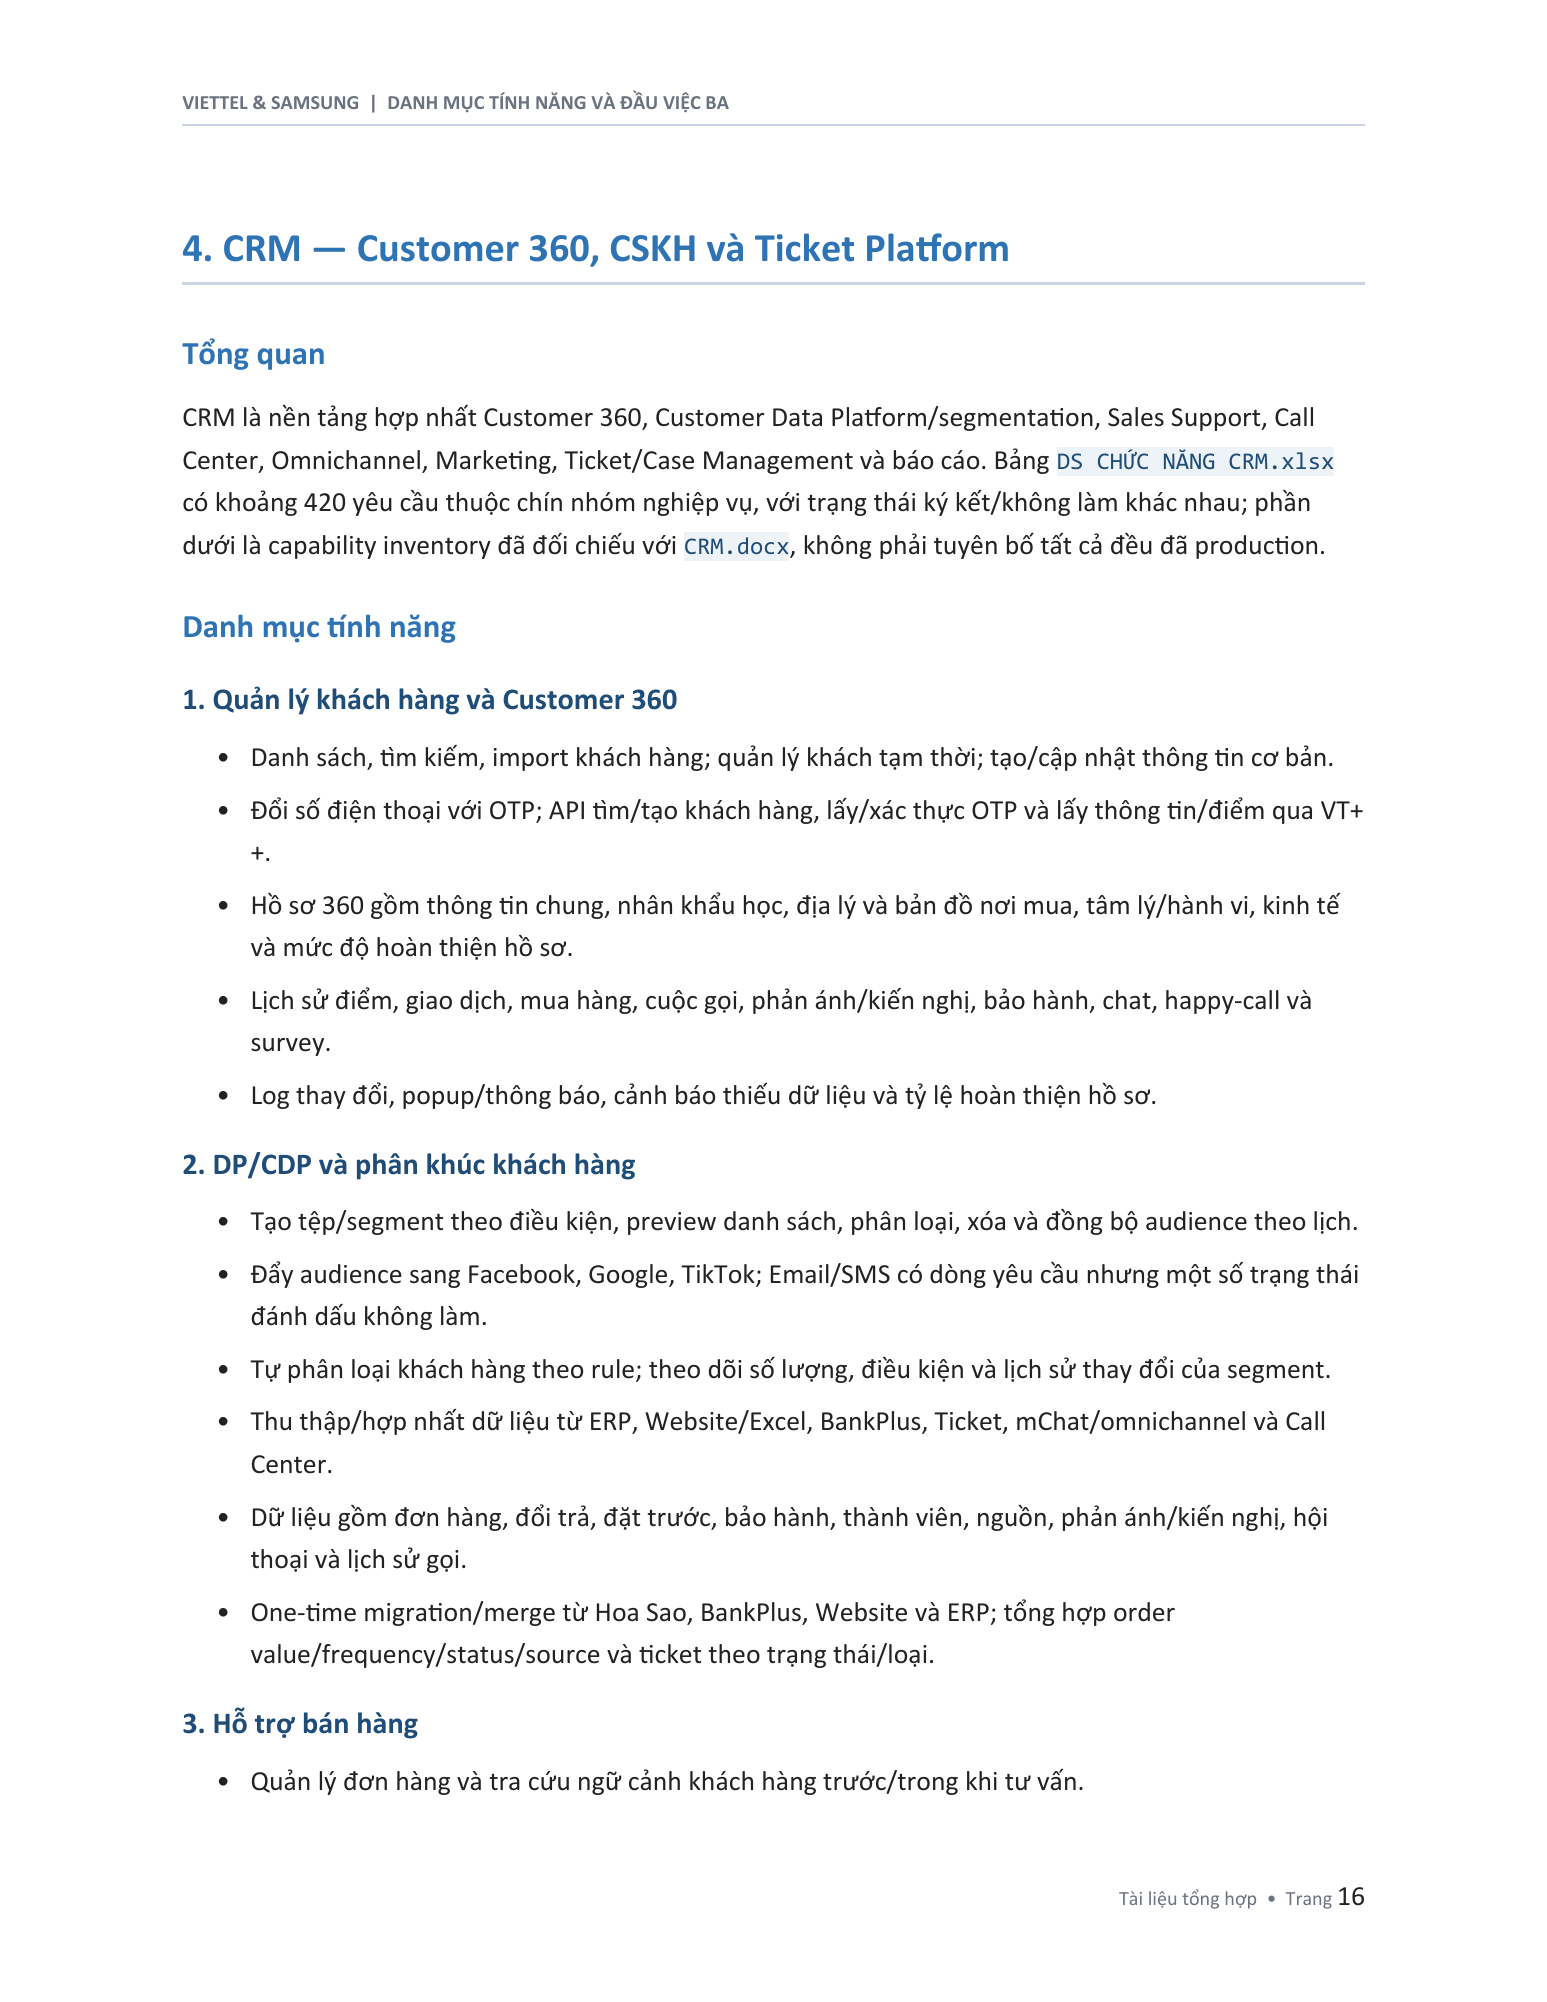 VIETTEL & SAMSUNG | DANH MỤC TÍNH NĂNG VÀ ĐẦU VIỆC BA
4. CRM — Customer 360, CSKH và Ticket Platform
Tổng quan
CRM là nền tảng hợp nhất Customer 360, Customer Data Platform/segmentation, Sales Support, Call
Center, Omnichannel, Marketing, Ticket/Case Management và báo cáo. Bảng DS CHỨC NĂNG CRM.xlsx
có khoảng 420 yêu cầu thuộc chín nhóm nghiệp vụ, với trạng thái ký kết/không làm khác nhau; phần
dưới là capability inventory đã đối chiếu với CRM.docx, không phải tuyên bố tất cả đều đã production.
Danh mục tính năng
1. Quản lý khách hàng và Customer 360
• Danh sách, tìm kiếm, import khách hàng; quản lý khách tạm thời; tạo/cập nhật thông tin cơ bản.
• Đổi số điện thoại với OTP; API tìm/tạo khách hàng, lấy/xác thực OTP và lấy thông tin/điểm qua VT+
+.
• Hồ sơ 360 gồm thông tin chung, nhân khẩu học, địa lý và bản đồ nơi mua, tâm lý/hành vi, kinh tế
và mức độ hoàn thiện hồ sơ.
• Lịch sử điểm, giao dịch, mua hàng, cuộc gọi, phản ánh/kiến nghị, bảo hành, chat, happy-call và
survey.
• Log thay đổi, popup/thông báo, cảnh báo thiếu dữ liệu và tỷ lệ hoàn thiện hồ sơ.
2. DP/CDP và phân khúc khách hàng
• Tạo tệp/segment theo điều kiện, preview danh sách, phân loại, xóa và đồng bộ audience theo lịch.
• Đẩy audience sang Facebook, Google, TikTok; Email/SMS có dòng yêu cầu nhưng một số trạng thái
đánh dấu không làm.
• Tự phân loại khách hàng theo rule; theo dõi số lượng, điều kiện và lịch sử thay đổi của segment.
• Thu thập/hợp nhất dữ liệu từ ERP, Website/Excel, BankPlus, Ticket, mChat/omnichannel và Call
Center.
• Dữ liệu gồm đơn hàng, đổi trả, đặt trước, bảo hành, thành viên, nguồn, phản ánh/kiến nghị, hội
thoại và lịch sử gọi.
• One-time migration/merge từ Hoa Sao, BankPlus, Website và ERP; tổng hợp order
value/frequency/status/source và ticket theo trạng thái/loại.
3. Hỗ trợ bán hàng
• Quản lý đơn hàng và tra cứu ngữ cảnh khách hàng trước/trong khi tư vấn.
Tài liệu tổng hợp • Trang 16